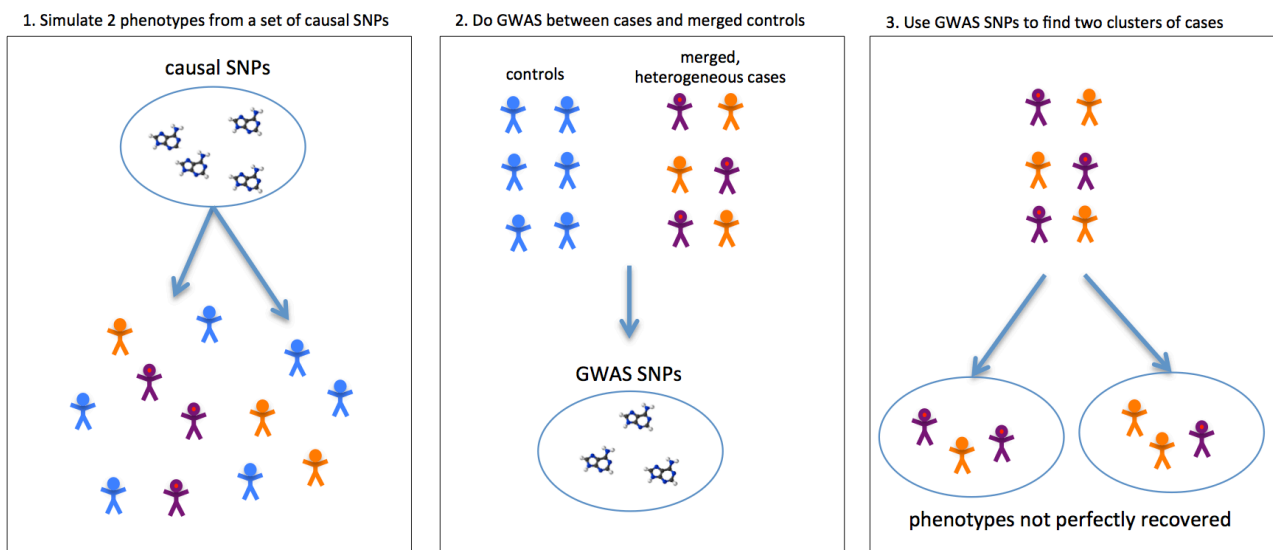 1. Simulate 2 phenotypes from a set of causal SNPs
causal SNPs
2. Do GWAS between cases and merged controls
controls
merged,
heterogeneous cases
GWAS SNPs
3. Use GWAS SNPs to find two clusters of cases
phenotypes not perfectly recovered